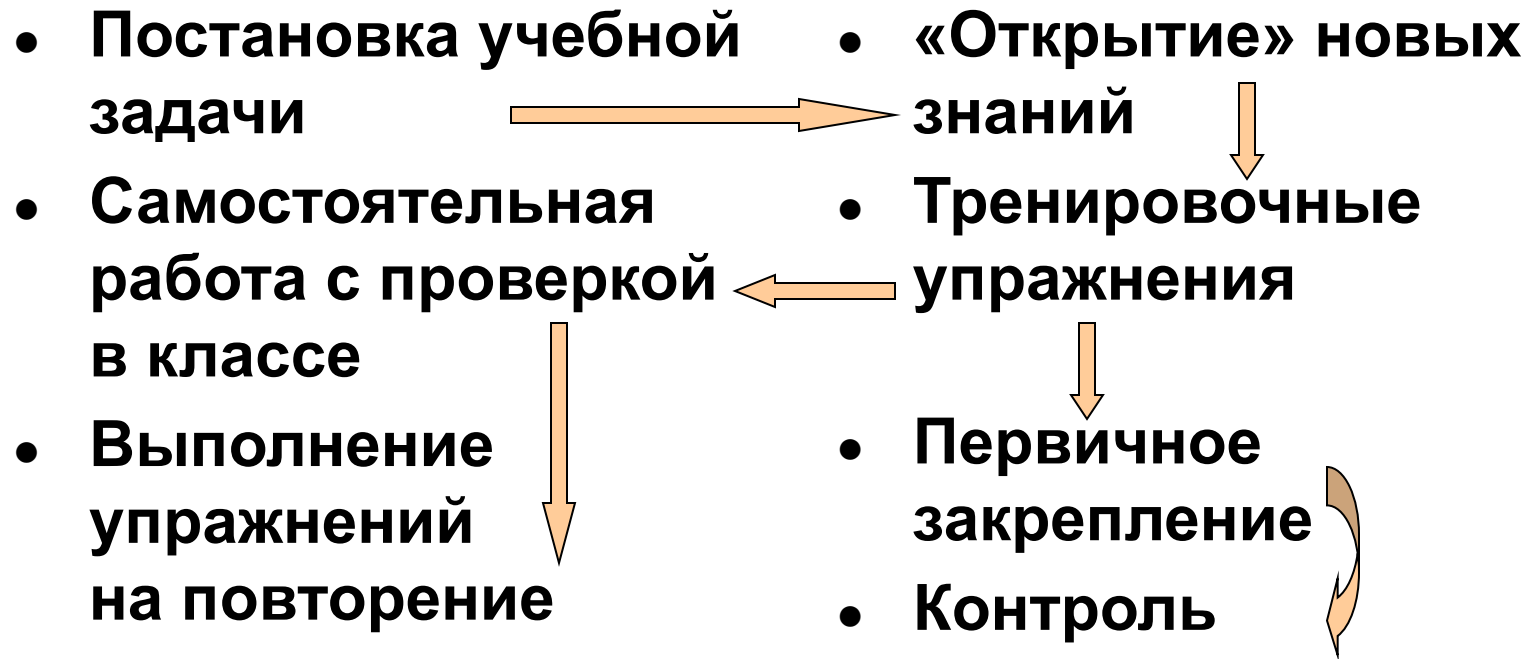 Постановка учебной
задачи
Самостоятельная
работа с проверкой
в классе
Выполнение
упражнений
на повторение
«Открытие» новых
знаний
Тренировочные
упражнения
Первичное
закрепление
Контроль